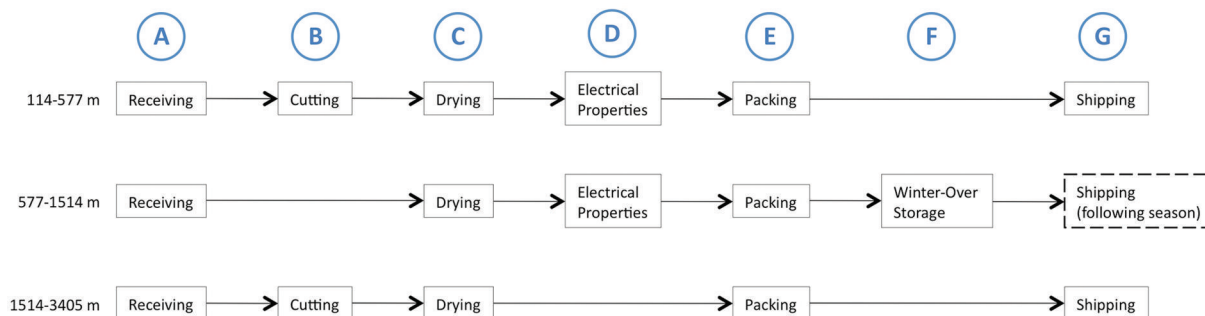 A B C D E F G
114-577 m Receiving Cutting Drying Electrical Properties Packing Shipping
577-1514 m Receiving Drying Electrical Properties Packing Winter-Over Storage Shipping (following season)
1514-3405 m Receiving Cutting Drying Packing Shipping